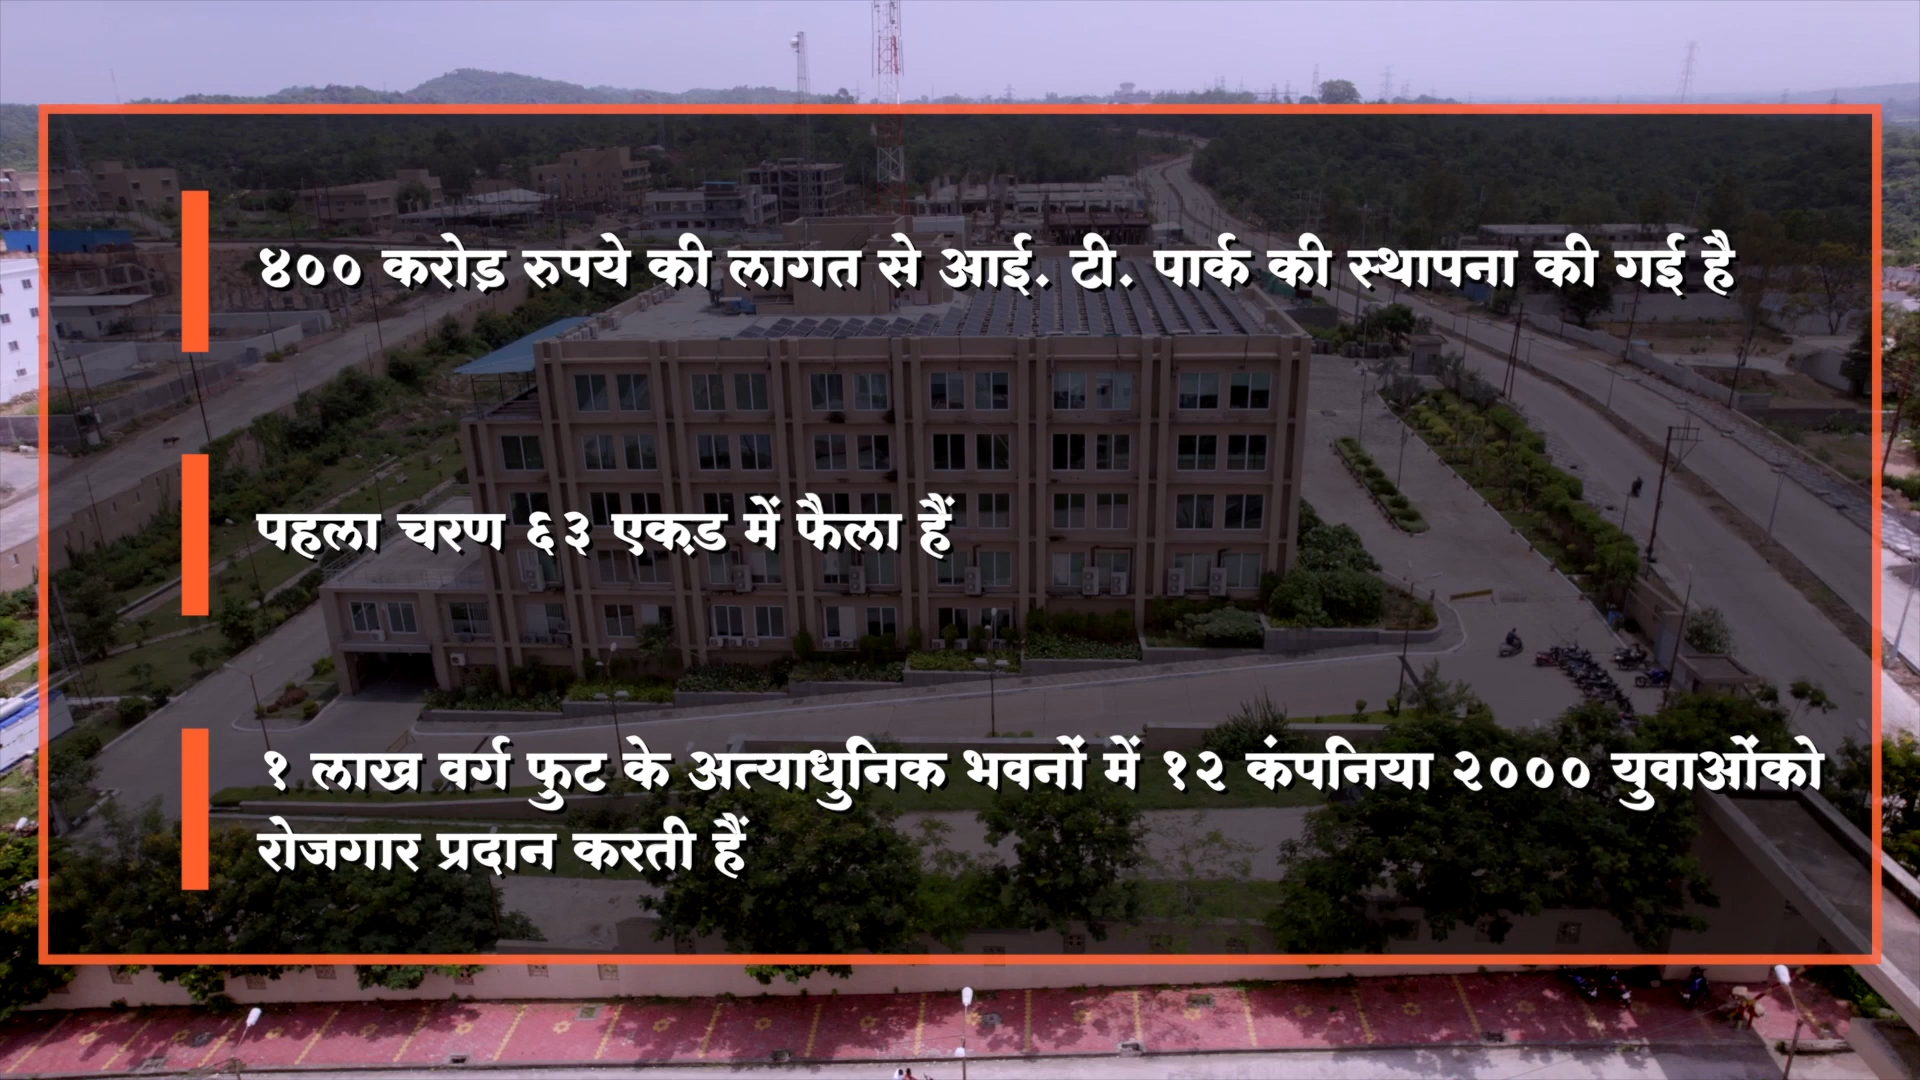 ४०० करोड़ रुपये की लागत से आई. टी. पार्क की स्थापना की गई है
पहला चरण ६३ एकड़ में फैला हैं
१ लाख वर्ग फुट के अत्याधुनिक भवनों में १२ कंपनिया २००० युवाओंको
रोजगार प्रदान करती हैं